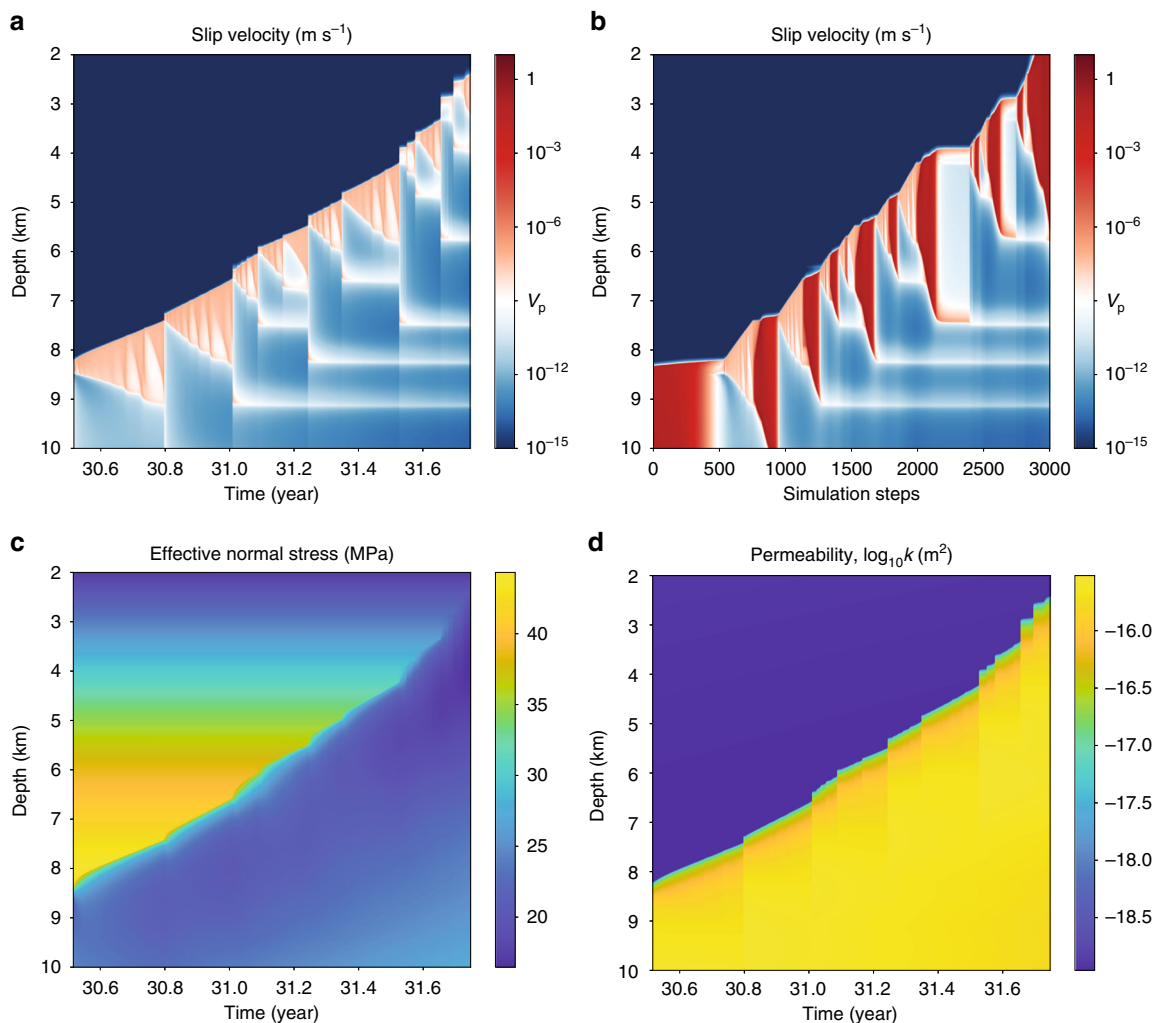 a
Slip velocity (m s⁻¹)
2
3
4
5
6
7
8
9
10
Depth (km)
30.6 30.8 31.0 31.2 31.4 31.6
Time (year)
1
10⁻³
10⁻⁶
Vₚ
10⁻¹²
10⁻¹⁵
b
Slip velocity (m s⁻¹)
2
3
4
5
6
7
8
9
10
Depth (km)
0 500 1000 1500 2000 2500 3000
Simulation steps
1
10⁻³
10⁻⁶
Vₚ
10⁻¹²
10⁻¹⁵
c
Effective normal stress (MPa)
2
3
4
5
6
7
8
9
10
Depth (km)
30.6 30.8 31.0 31.2 31.4 31.6
Time (year)
40
35
30
25
20
d
Permeability, log₁₀k (m²)
2
3
4
5
6
7
8
9
10
Depth (km)
30.6 30.8 31.0 31.2 31.4 31.6
Time (year)
−16.0
−16.5
−17.0
−17.5
−18.0
−18.5